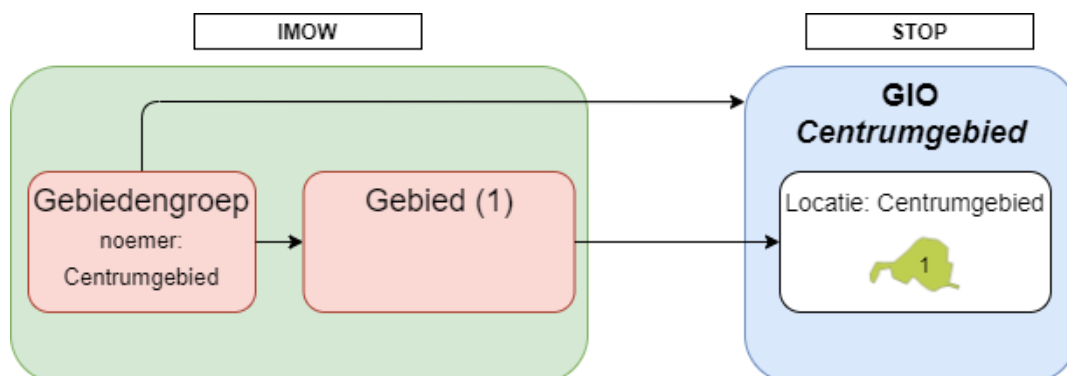 IMOW
STOP
GIO
Centrumgebied
Gebiedengroep
noemer:
Centrumgebied
Gebied (1)
Locatie: Centrumgebied
1